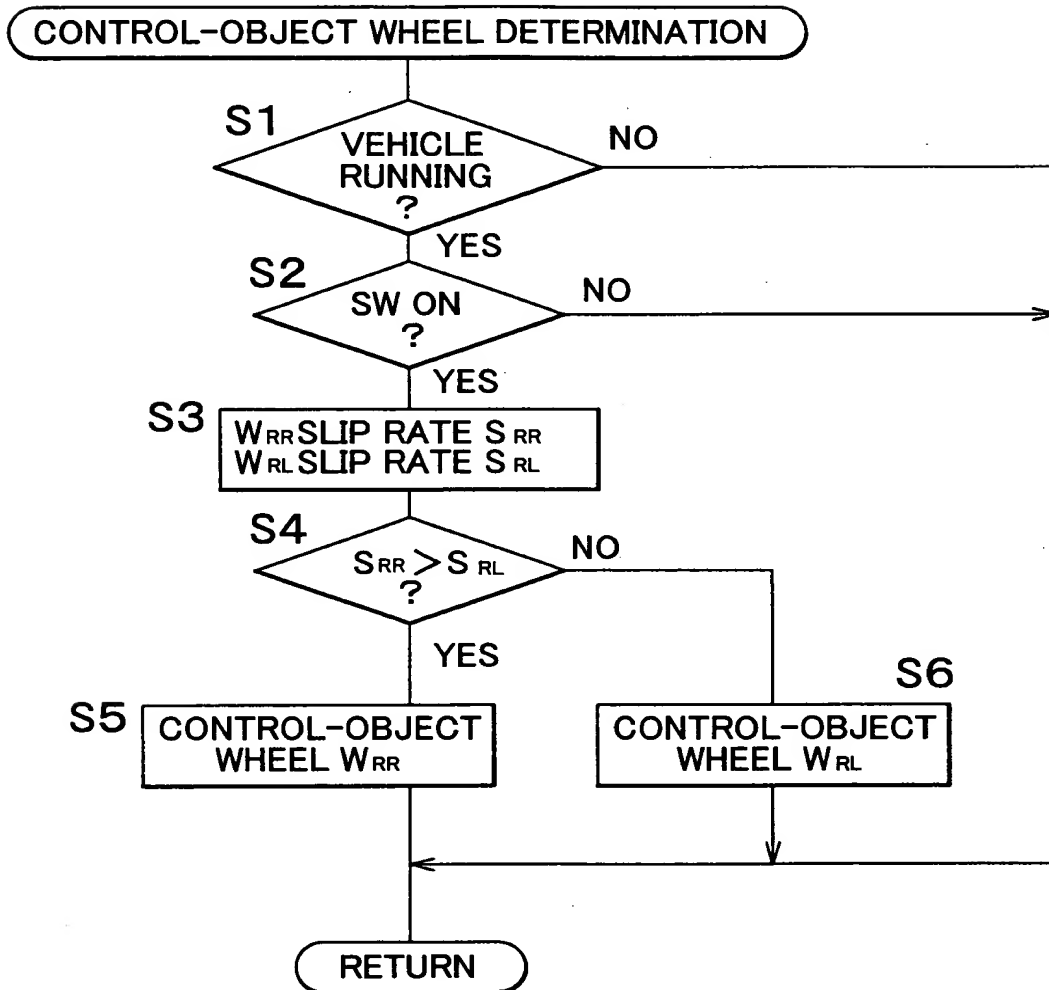 CONTROL-OBJECT WHEEL DETERMINATION
S1
VEHICLE
RUNNING
?
NO
YES
S2
SW ON
?
NO
YES
S3
WRR SLIP RATE SRR
WRL SLIP RATE SRL
S4
SRR > SRL
?
NO
YES
S5
CONTROL-OBJECT
WHEEL WRR
S6
CONTROL-OBJECT
WHEEL WRL
RETURN